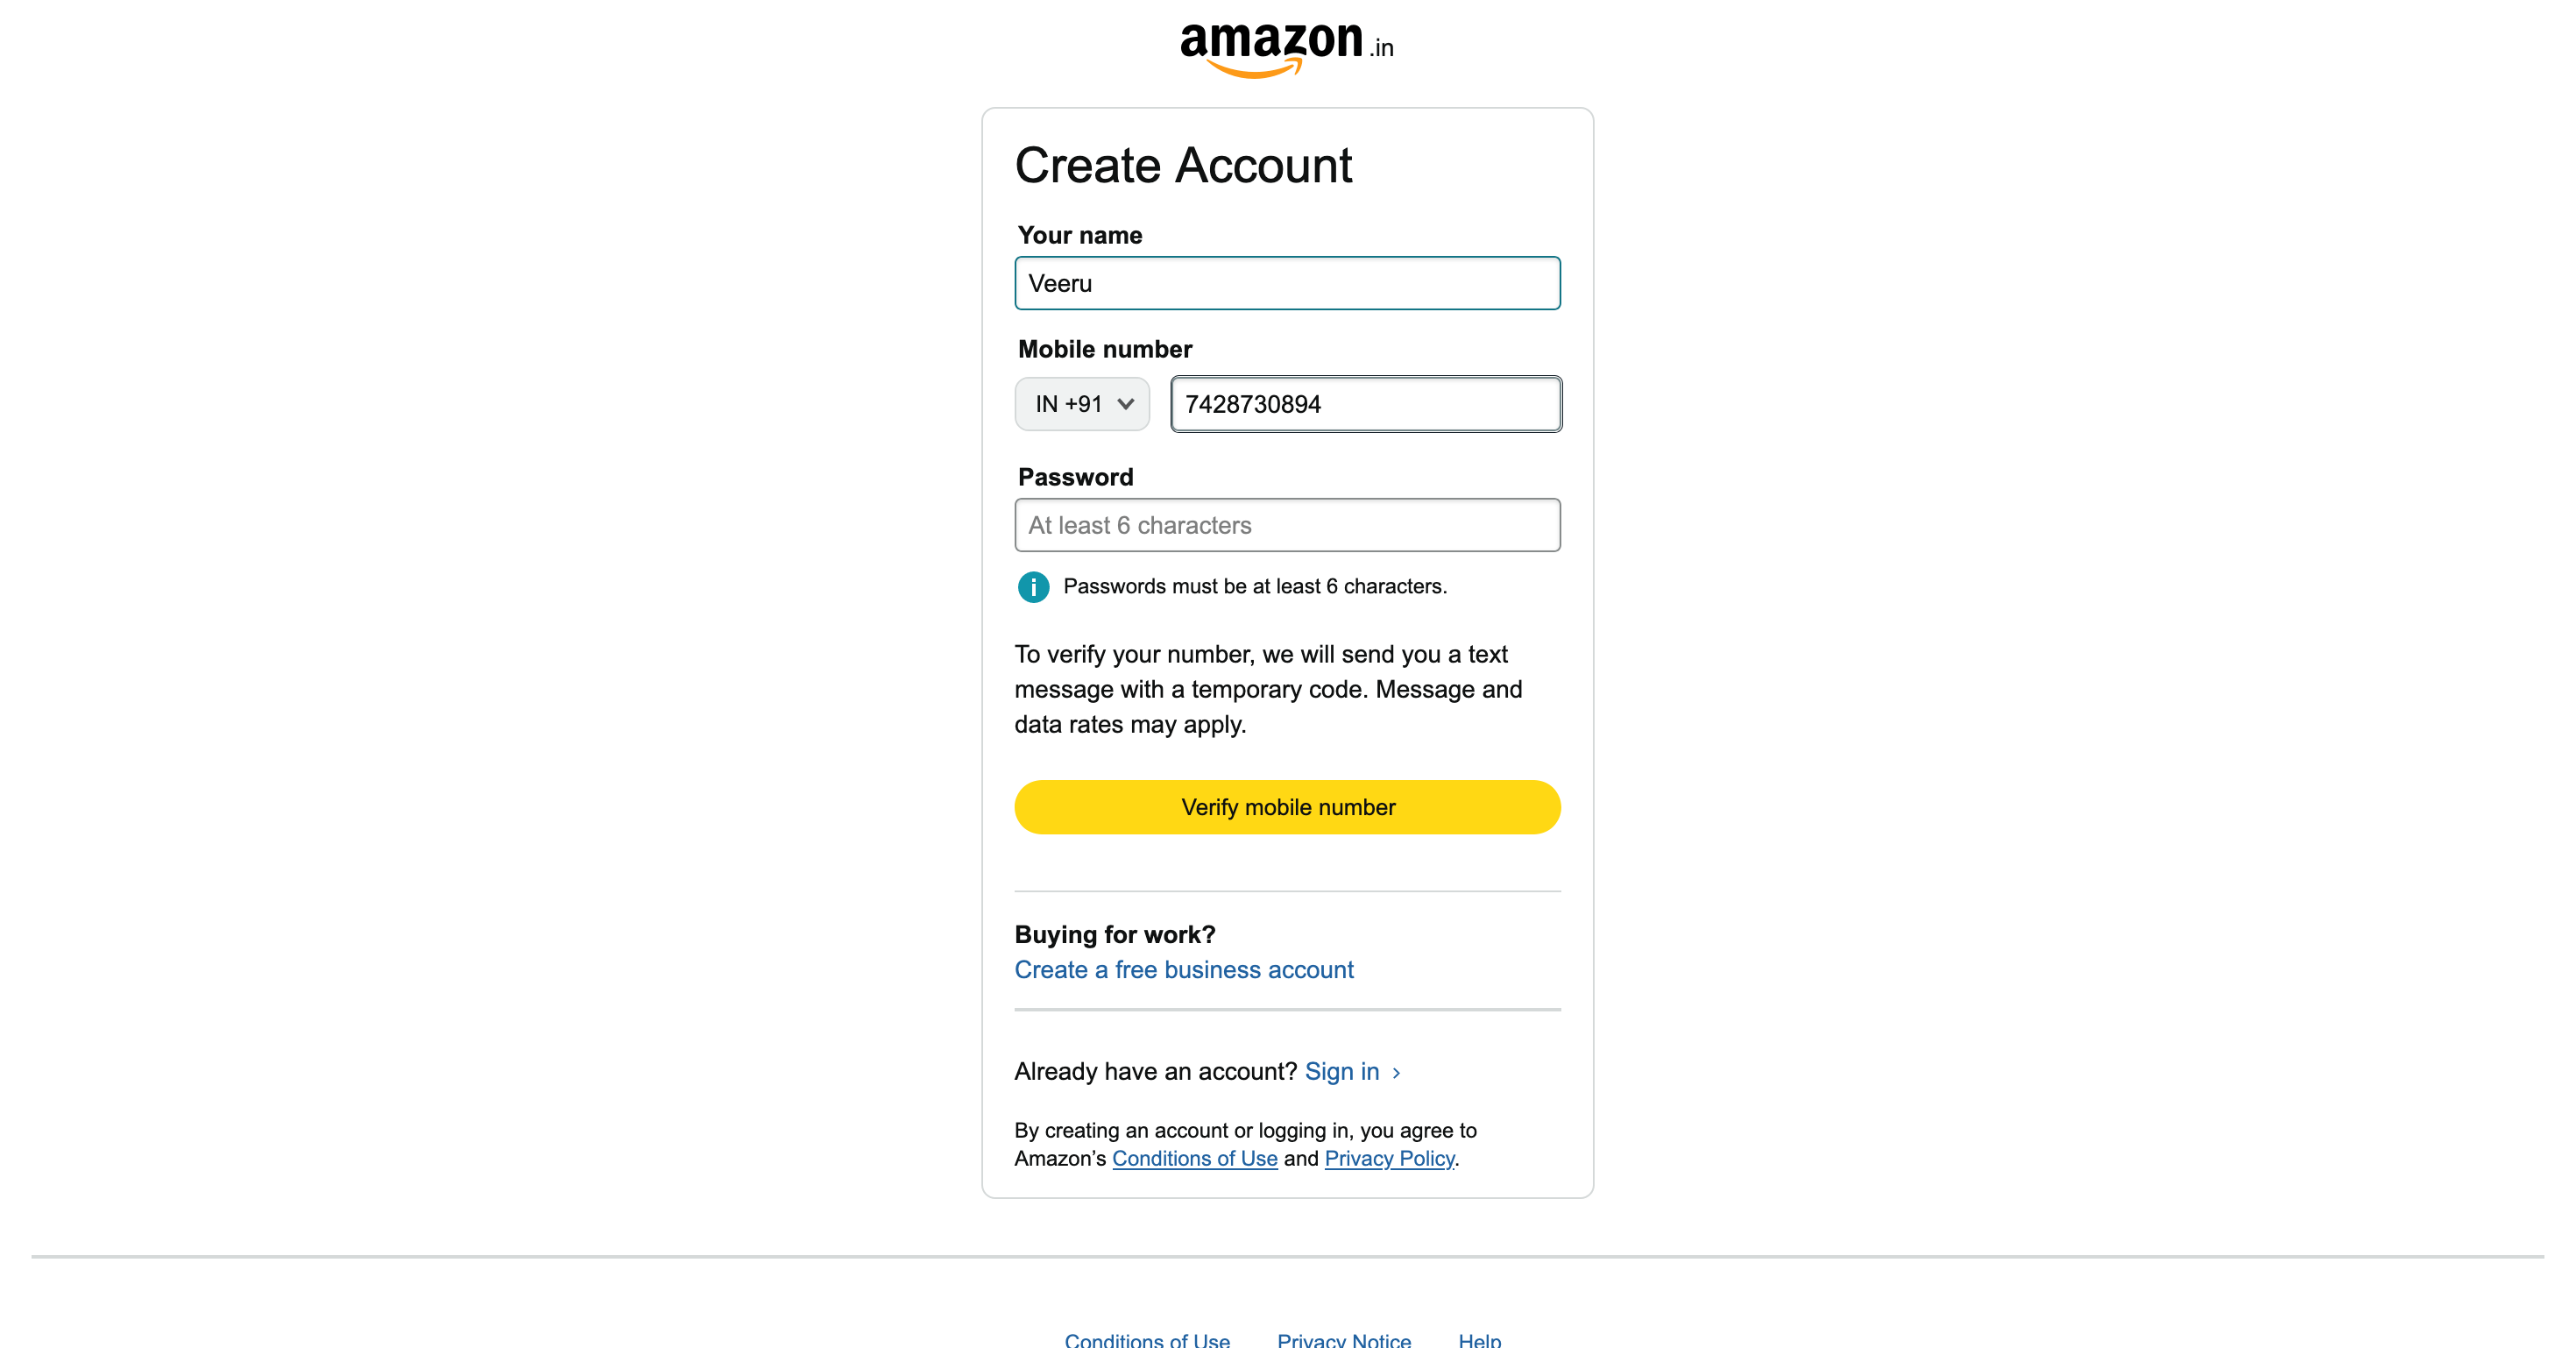 amazon.in
Create Account
Your name
Veeru
Mobile number
IN +91 7428730894
Password
At least 6 characters
i Passwords must be at least 6 characters.
To verify your number, we will send you a text
message with a temporary code. Message and
data rates may apply.
Verify mobile number
Buying for work?
Create a free business account
Already have an account? Sign in ›
By creating an account or logging in, you agree to
Amazon’s Conditions of Use and Privacy Policy.
Conditions of Use Privacy Notice Help